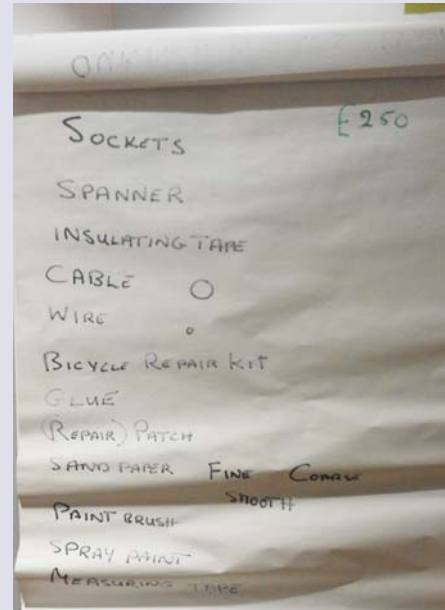 SOCKETS £250
SPANNER
INSULATING TAPE
CABLE
WIRE
BICYCLE REPAIR KIT
GLUE
(REPAIR) PATCH
SAND PAPER FINE COARSE
SMOOTH
PAINT BRUSH
SPRAY PAINT
MEASURING TAPE